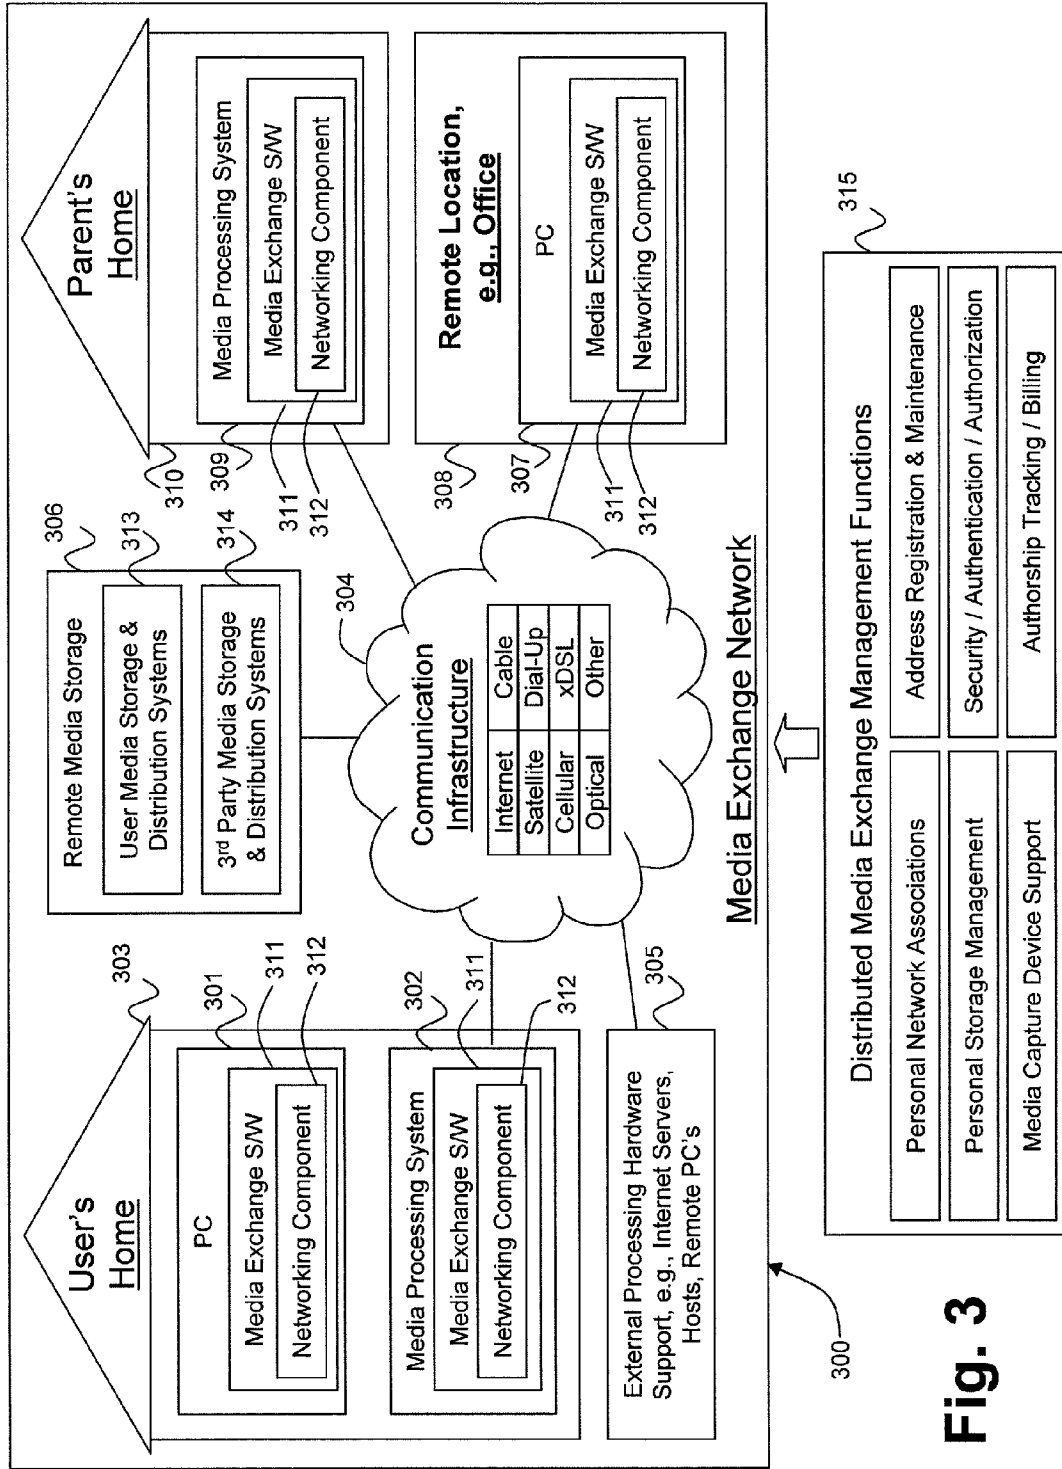 User's
Home
303
PC
301
Media Exchange S/W
311
Networking Component
312
Media Processing System
302
Media Exchange S/W
311
Networking Component
312
External Processing Hardware
Support, e.g., Internet Servers,
Hosts, Remote PC's
305
Remote Media Storage
306
User Media Storage &
Distribution Systems
313
3rd Party Media Storage
& Distribution Systems
314
304
Communication
Infrastructure
Internet Cable
Satellite Dial-Up
Cellular xDSL
Optical Other
Parent's
Home
310
Media Processing System
309
Media Exchange S/W
311
Networking Component
312
Remote Location,
e.g., Office
308
PC
307
Media Exchange S/W
311
Networking Component
312
Media Exchange Network
300
315
Distributed Media Exchange Management Functions
Personal Network Associations
Address Registration & Maintenance
Personal Storage Management
Security / Authentication / Authorization
Media Capture Device Support
Authorship Tracking / Billing
Fig. 3